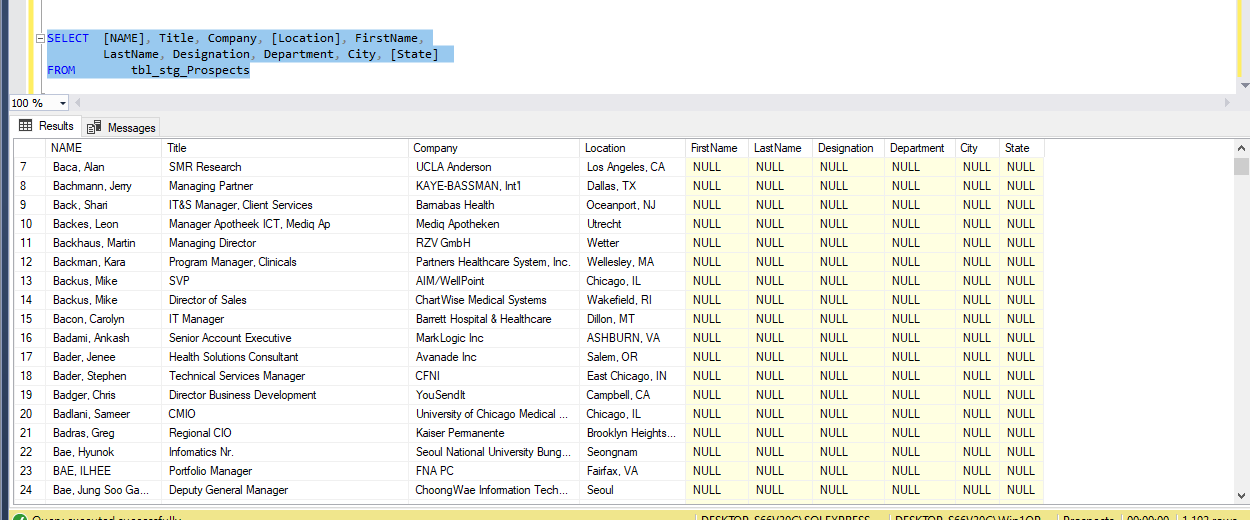 SELECT [NAME], Title, Company, [Location], FirstName,
LastName, Designation, Department, City, [State]
FROM tbl_stg_Prospects
100 %
Results Messages
NAME Title Company Location FirstName LastName Designation Department City State
7 Baca, Alan SMR Research UCLA Anderson Los Angeles, CA NULL NULL NULL NULL NULL NULL
8 Bachmann, Jerry Managing Partner KAYE-BASSMAN, Int'l Dallas, TX NULL NULL NULL NULL NULL NULL
9 Back, Shari IT&S Manager, Client Services Barnabas Health Oceanport, NJ NULL NULL NULL NULL NULL NULL
10 Backes, Leon Manager Apotheek ICT, Mediq Ap Mediq Apotheken Utrecht NULL NULL NULL NULL NULL NULL
11 Backhaus, Martin Managing Director RZV GmbH Wetter NULL NULL NULL NULL NULL NULL
12 Backman, Kara Program Manager, Clinicals Partners Healthcare System, Inc. Wellesley, MA NULL NULL NULL NULL NULL NULL
13 Backus, Mike SVP AIM/WellPoint Chicago, IL NULL NULL NULL NULL NULL NULL
14 Backus, Mike Director of Sales ChartWise Medical Systems Wakefield, RI NULL NULL NULL NULL NULL NULL
15 Bacon, Carolyn IT Manager Barrett Hospital & Healthcare Dillon, MT NULL NULL NULL NULL NULL NULL
16 Badami, Ankash Senior Account Executive MarkLogic Inc ASHBURN, VA NULL NULL NULL NULL NULL NULL
17 Bader, Jenee Health Solutions Consultant Avanade Inc Salem, OR NULL NULL NULL NULL NULL NULL
18 Bader, Stephen Technical Services Manager CFNI East Chicago, IN NULL NULL NULL NULL NULL NULL
19 Badger, Chris Director Business Development YouSendIt Campbell, CA NULL NULL NULL NULL NULL NULL
20 Badlani, Sameer CMIO University of Chicago Medical ... Chicago, IL NULL NULL NULL NULL NULL NULL
21 Badras, Greg Regional CIO Kaiser Permanente Brooklyn Heights... NULL NULL NULL NULL NULL NULL
22 Bae, Hyunok Infomatics Nr. Seoul National University Bung... Seongnam NULL NULL NULL NULL NULL NULL
23 BAE, ILHEE Portfolio Manager FNA PC Fairfax, VA NULL NULL NULL NULL NULL NULL
24 Bae, Jung Soo Ga... Deputy General Manager ChoongWae Information Tech... Seoul NULL NULL NULL NULL NULL NULL
Query executed successfully